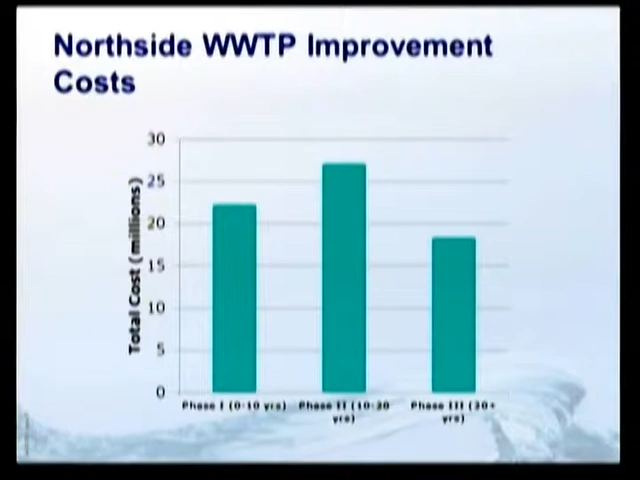 Northside WWTP Improvement
Costs
Total Cost (millions)
30
25
20
15
10
5
0
Phase I (0-10 yrs)
Phase II (10-20
yrs)
Phase III (20+
yrs)